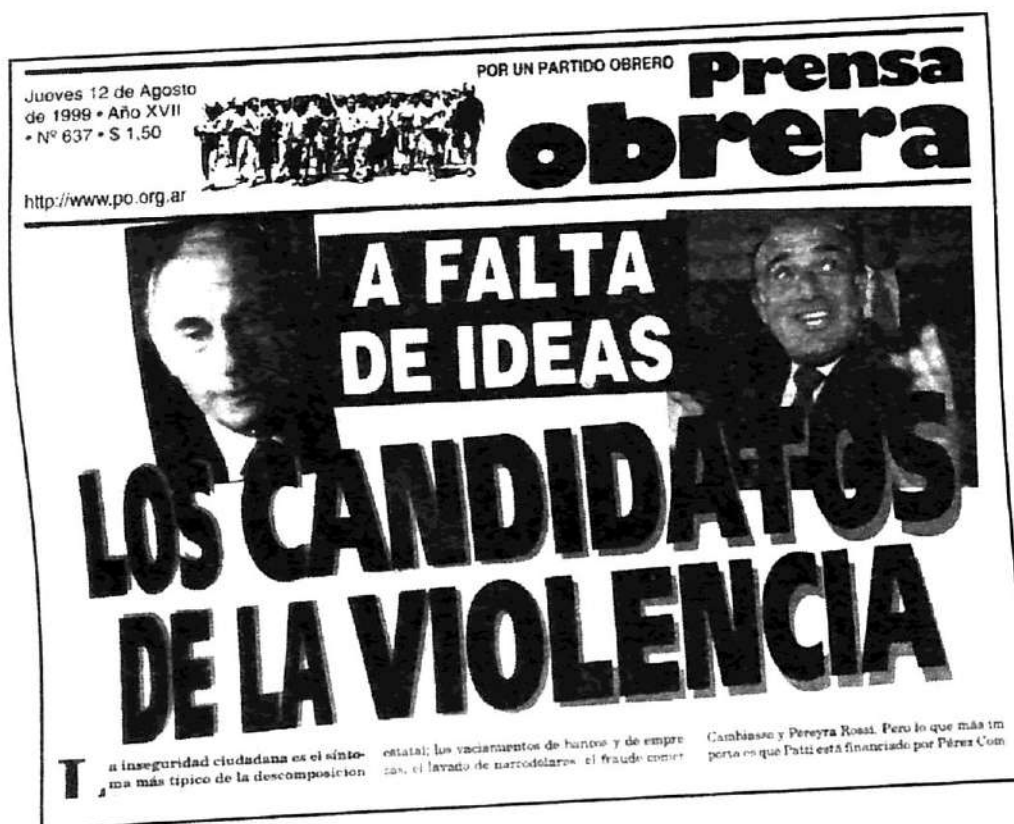 Jueves 12 de Agosto
de 1999 • Año XVII
• Nº 637 • $ 1,50
http://www.po.org.ar
POR UN PARTIDO OBRERO
Prensa
obrera
A FALTA
DE IDEAS
LOS CANDIDATOS
DE LA VIOLENCIA
La inseguridad ciudadana es el sínto-
ma más típico de la descomposición
estatal; los vaciamientos de bancos y de empre
sas, el lavado de narcodólares, el fraude comer
Cambiasso y Pereyra Rossi. Pero lo que más im
porta es que Patti está financiado por Pérez Com